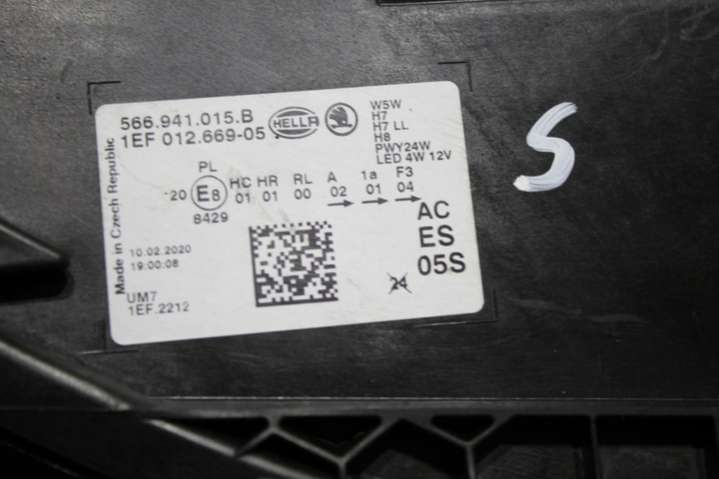 566.941.015.B
1EF 012.669-05
HELLA
W5W
H7
H7 LL
H8
PWY24W
LED 4W 12V
PL HC HR RL A 1a F3
20 E8 01 01 00 02 01 04
8429
AC
ES
05S
24
10.02.2020
19:00:08
UM7
1EF.2212
Made in Czech Republic
S